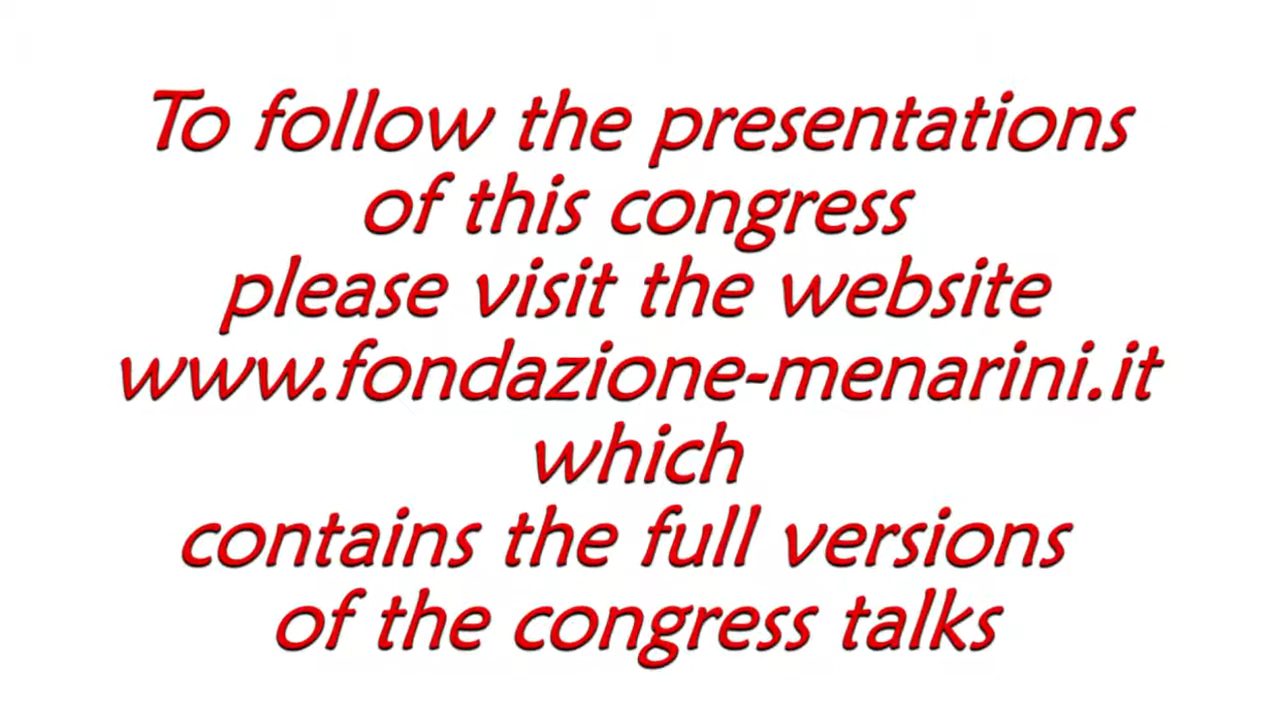 To follow the presentations
of this congress
please visit the website
www.fondazione-menarini.it
which
contains the full versions
of the congress talks